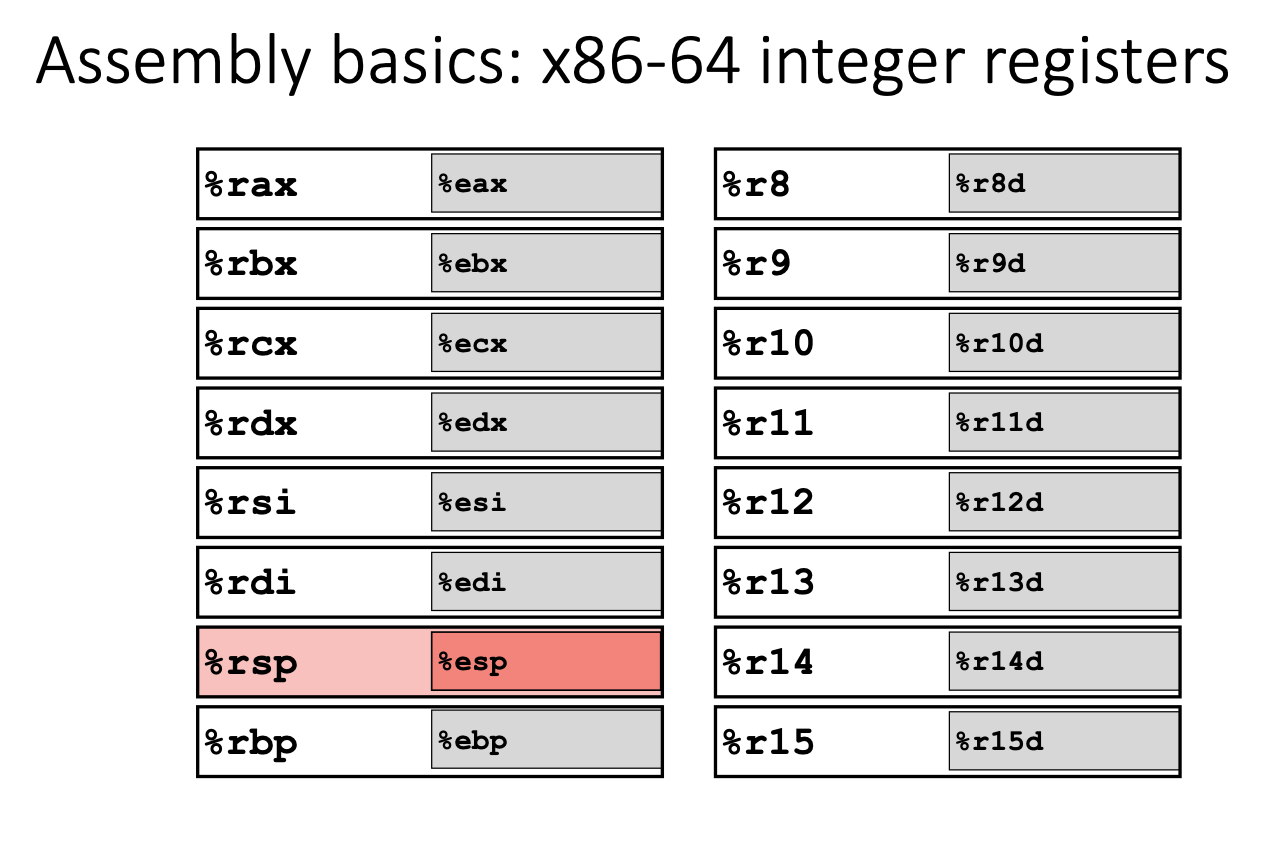 Assembly basics: x86-64 integer registers
%rax %eax
%rbx %ebx
%rcx %ecx
%rdx %edx
%rsi %esi
%rdi %edi
%rsp %esp
%rbp %ebp
%r8 %r8d
%r9 %r9d
%r10 %r10d
%r11 %r11d
%r12 %r12d
%r13 %r13d
%r14 %r14d
%r15 %r15d